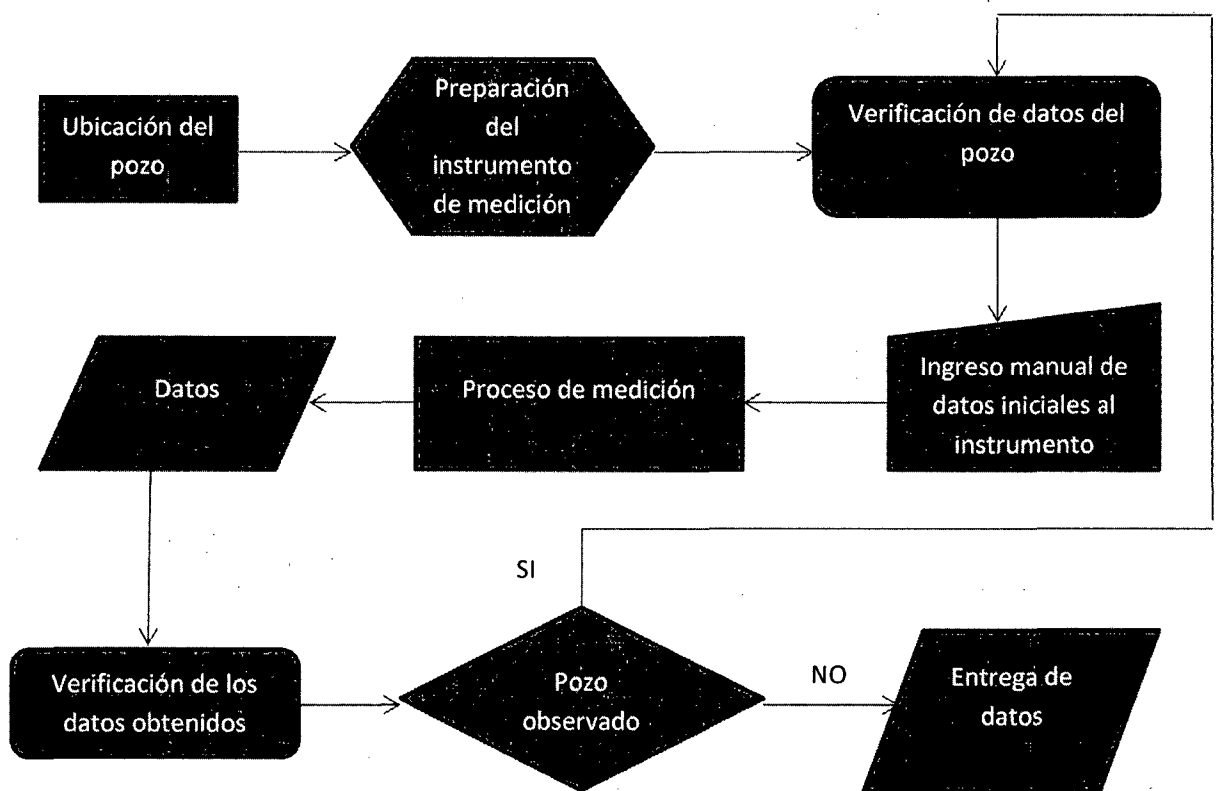 Ubicación del
pozo
Preparación
del
instrumento
de medición
Verificación de datos del
pozo
Ingreso manual de
datos iniciales al
instrumento
Proceso de medición
Datos
Verificación de los
datos obtenidos
Pozo
observado
SI
NO
Entrega de
datos